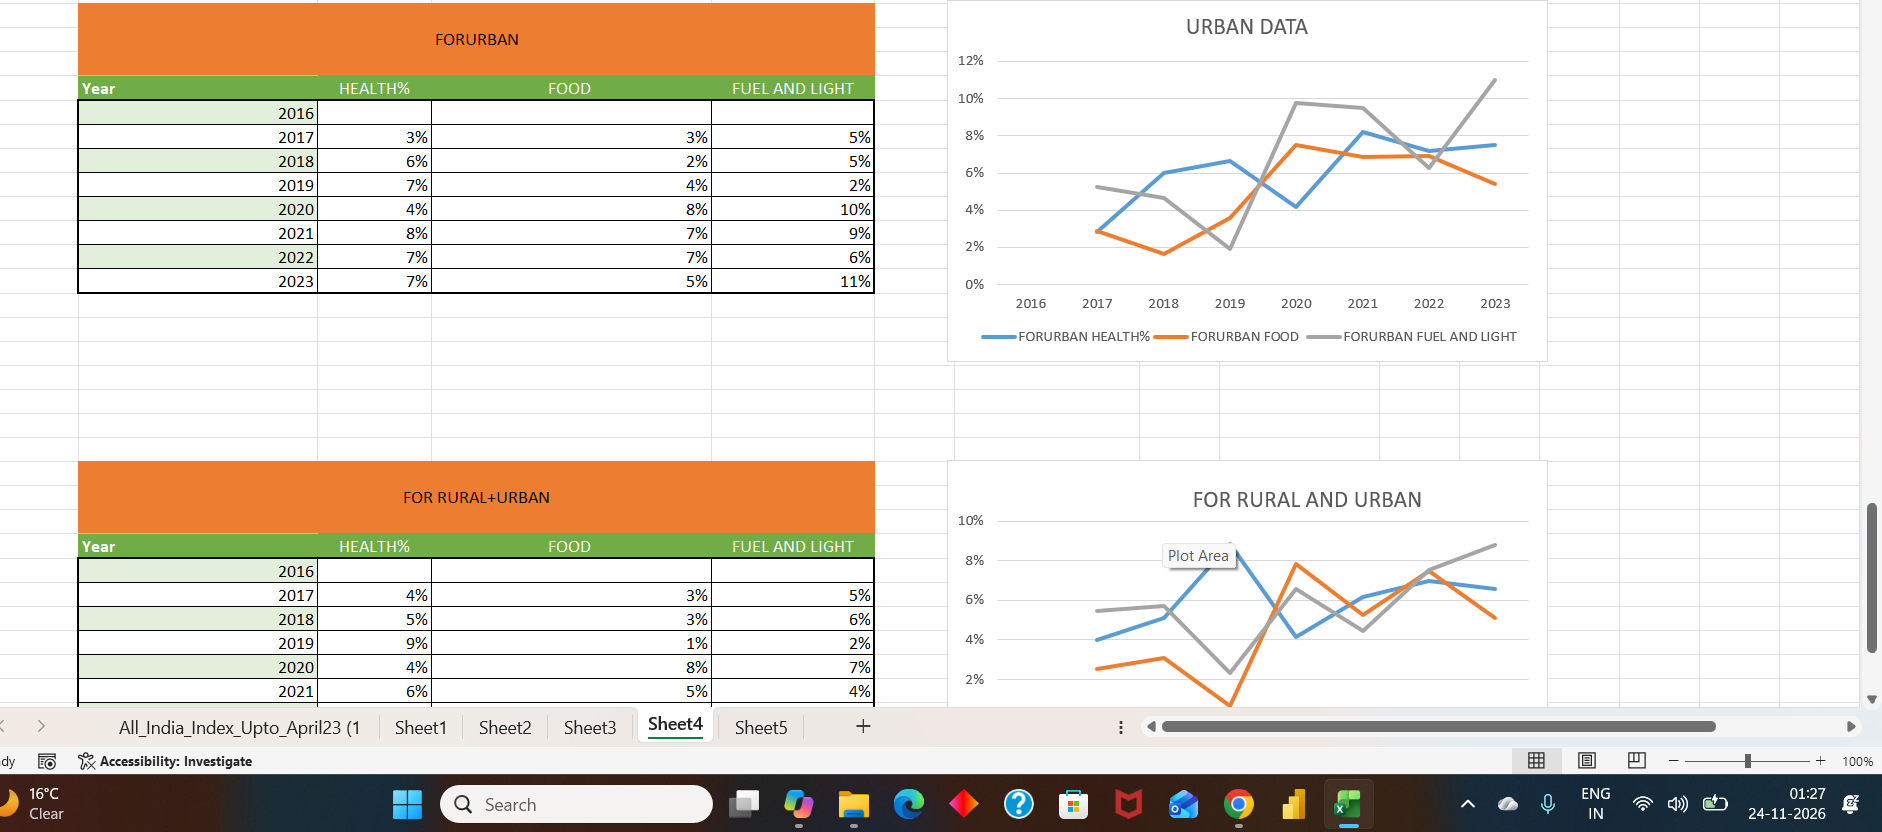 FORURBAN
Year HEALTH% FOOD FUEL AND LIGHT
2016
2017 3% 3% 5%
2018 6% 2% 5%
2019 7% 4% 2%
2020 4% 8% 10%
2021 8% 7% 9%
2022 7% 7% 6%
2023 7% 5% 11%
URBAN DATA
12%
10%
8%
6%
4%
2%
0%
2016 2017 2018 2019 2020 2021 2022 2023
FORURBAN HEALTH% FORURBAN FOOD FORURBAN FUEL AND LIGHT
FOR RURAL+URBAN
Year HEALTH% FOOD FUEL AND LIGHT
2016
2017 4% 3% 5%
2018 5% 3% 6%
2019 9% 1% 2%
2020 4% 8% 7%
2021 6% 5% 4%
FOR RURAL AND URBAN
10%
8%
6%
4%
2%
Plot Area
All_India_Index_Upto_April23 (1 Sheet1 Sheet2 Sheet3 Sheet4 Sheet5 +
dy Accessibility: Investigate − + 100%
16°C
Clear
Search
ENG
IN
01:27
24-11-2026